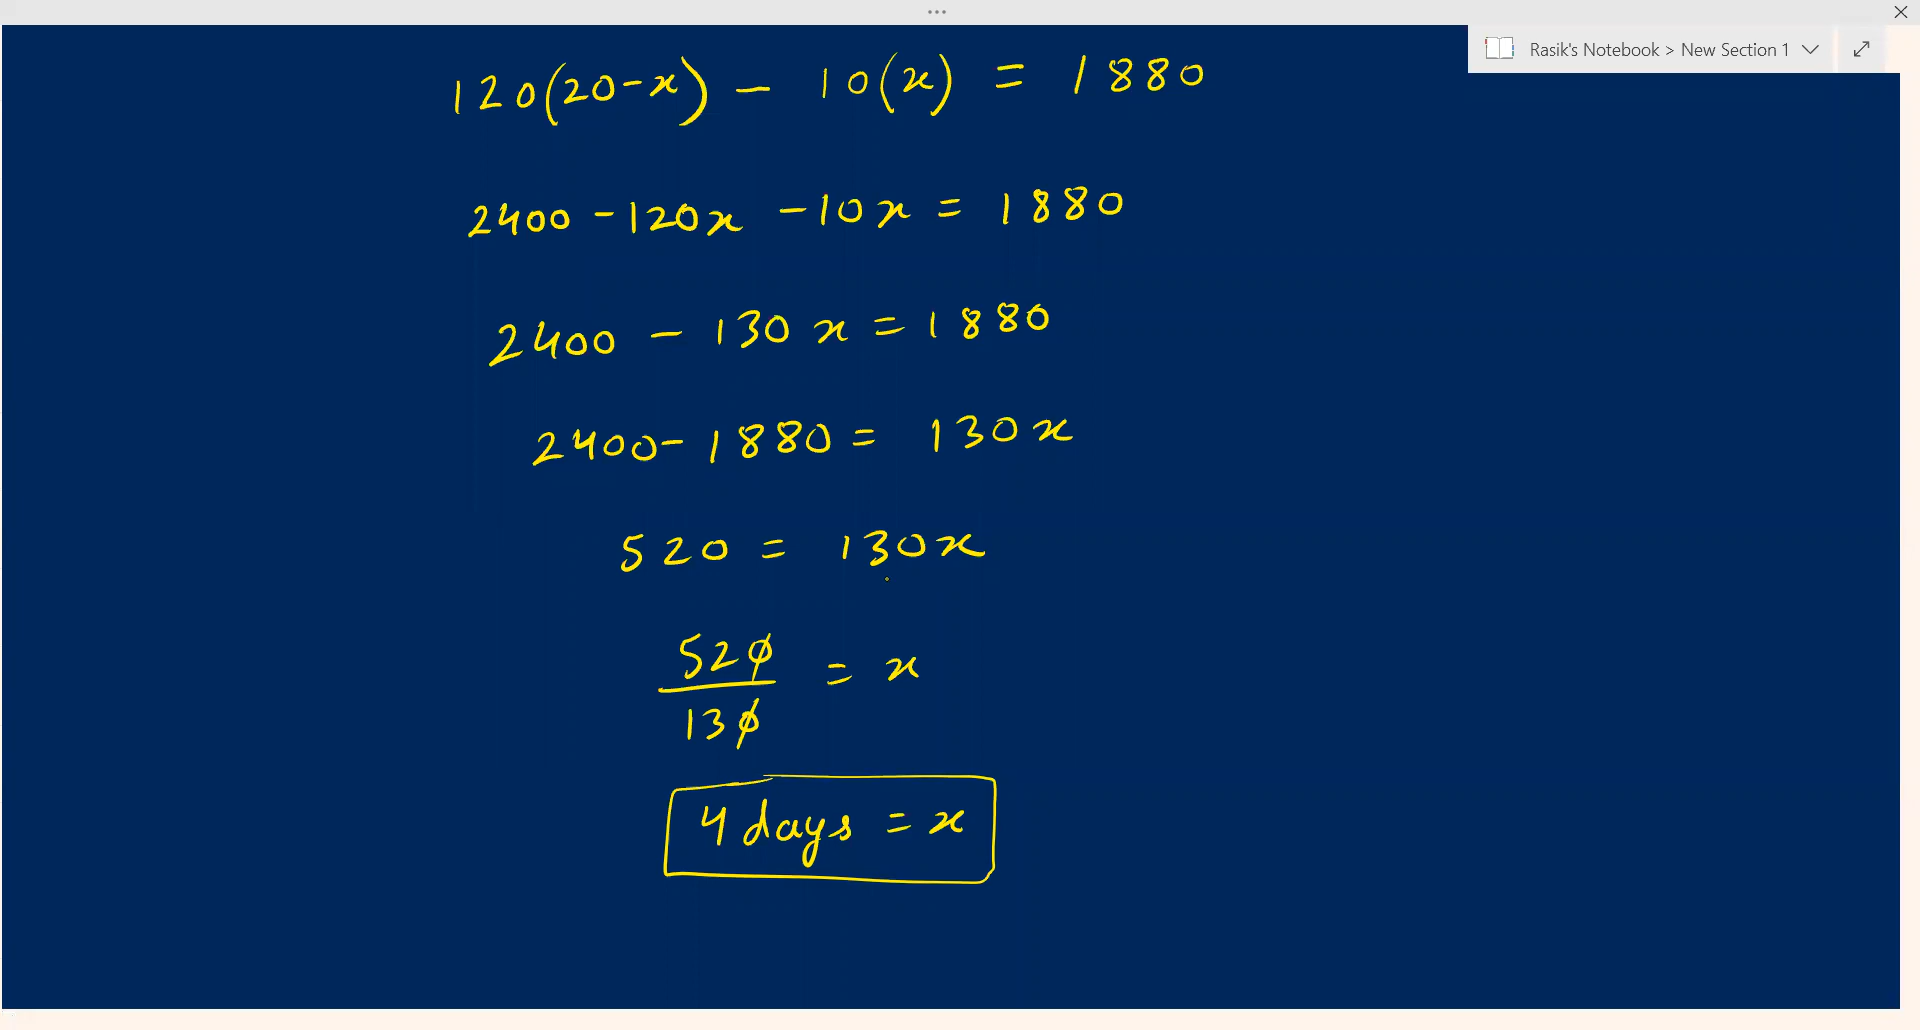 Rasik's Notebook > New Section 1
120(20-x) - 10(x) = 1880
2400 - 120x - 10x = 1880
2400 - 130x = 1880
2400 - 1880 = 130x
520 = 130x
520/130 = x
4 days = x